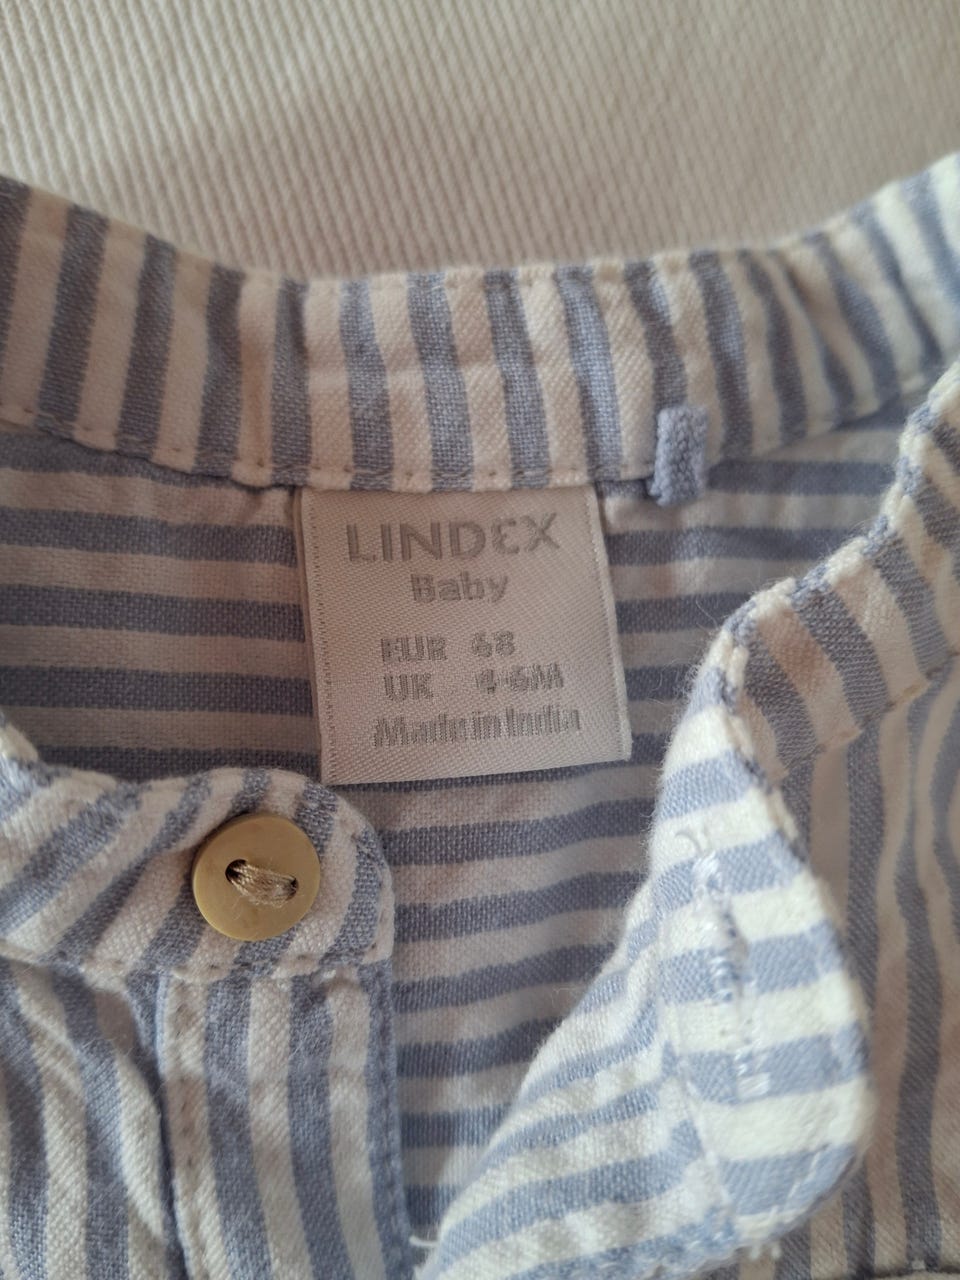 LINDEX
Baby
EUR 68
UK 4-6M
Made in India